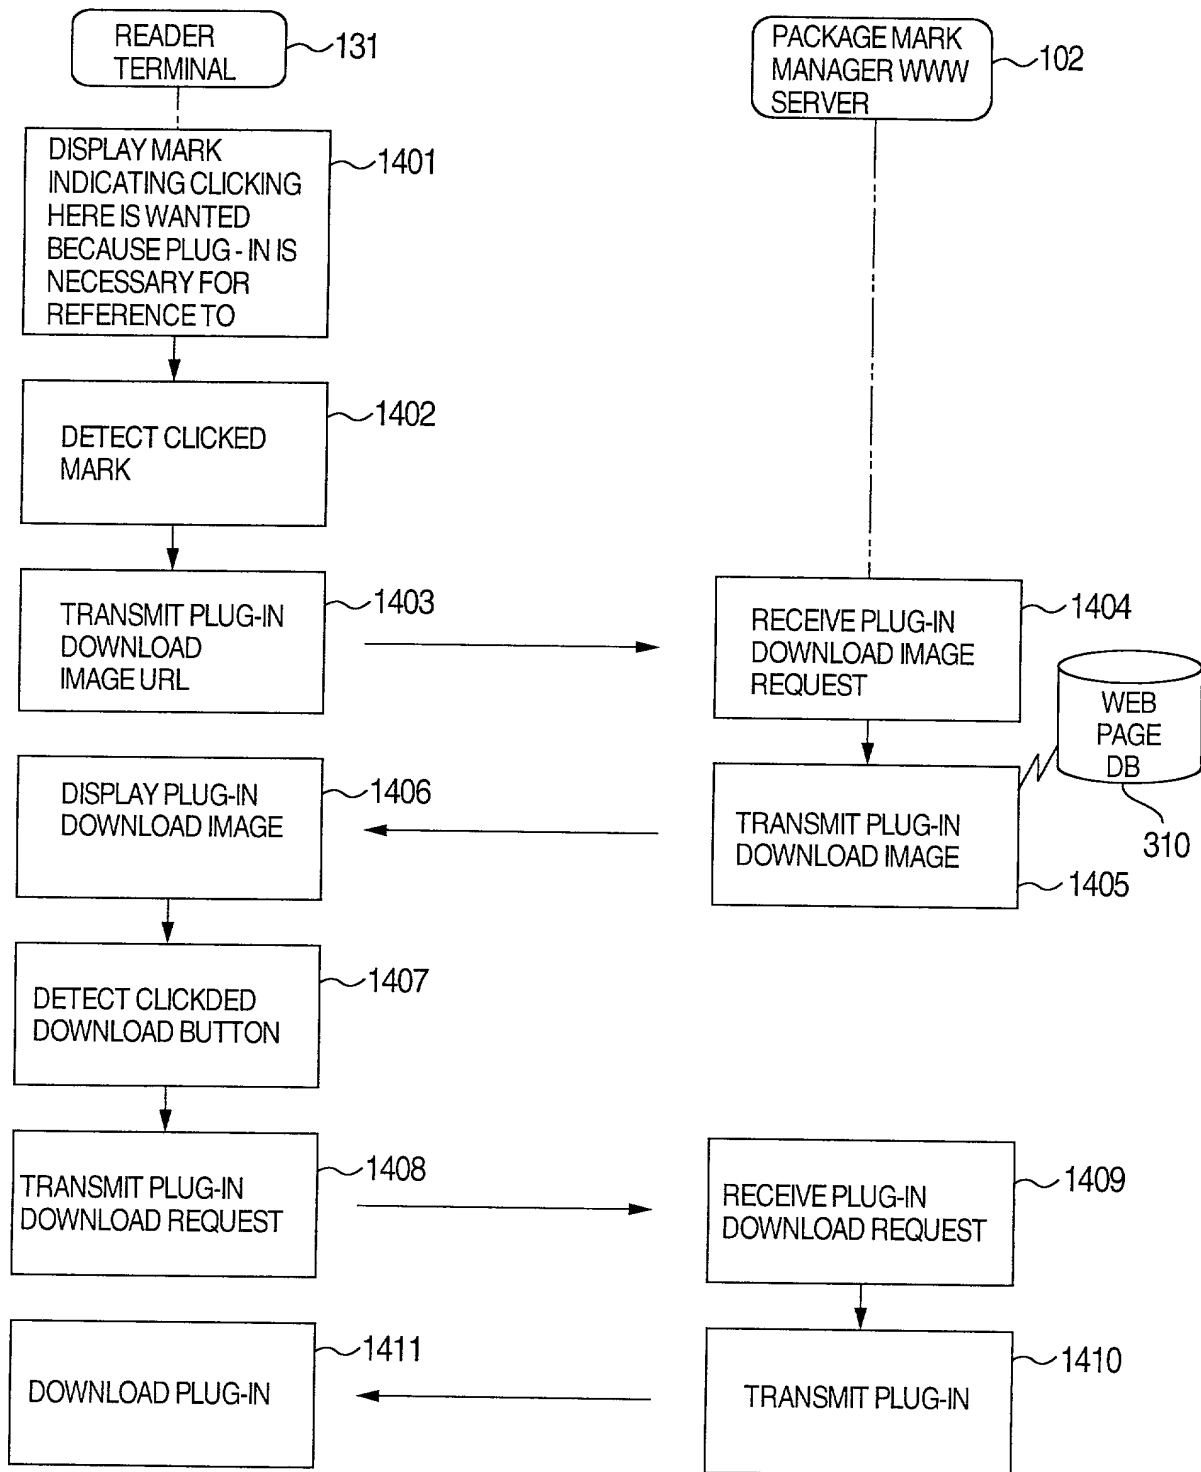 READER
TERMINAL
131
PACKAGE MARK
MANAGER WWW
SERVER
102
DISPLAY MARK
INDICATING CLICKING
HERE IS WANTED
BECAUSE PLUG - IN IS
NECESSARY FOR
REFERENCE TO
1401
DETECT CLICKED
MARK
1402
TRANSMIT PLUG-IN
DOWNLOAD
IMAGE URL
1403
RECEIVE PLUG-IN
DOWNLOAD IMAGE
REQUEST
1404
WEB
PAGE
DB
310
DISPLAY PLUG-IN
DOWNLOAD IMAGE
1406
TRANSMIT PLUG-IN
DOWNLOAD IMAGE
1405
DETECT CLICKDED
DOWNLOAD BUTTON
1407
TRANSMIT PLUG-IN
DOWNLOAD REQUEST
1408
RECEIVE PLUG-IN
DOWNLOAD REQUEST
1409
DOWNLOAD PLUG-IN
1411
TRANSMIT PLUG-IN
1410